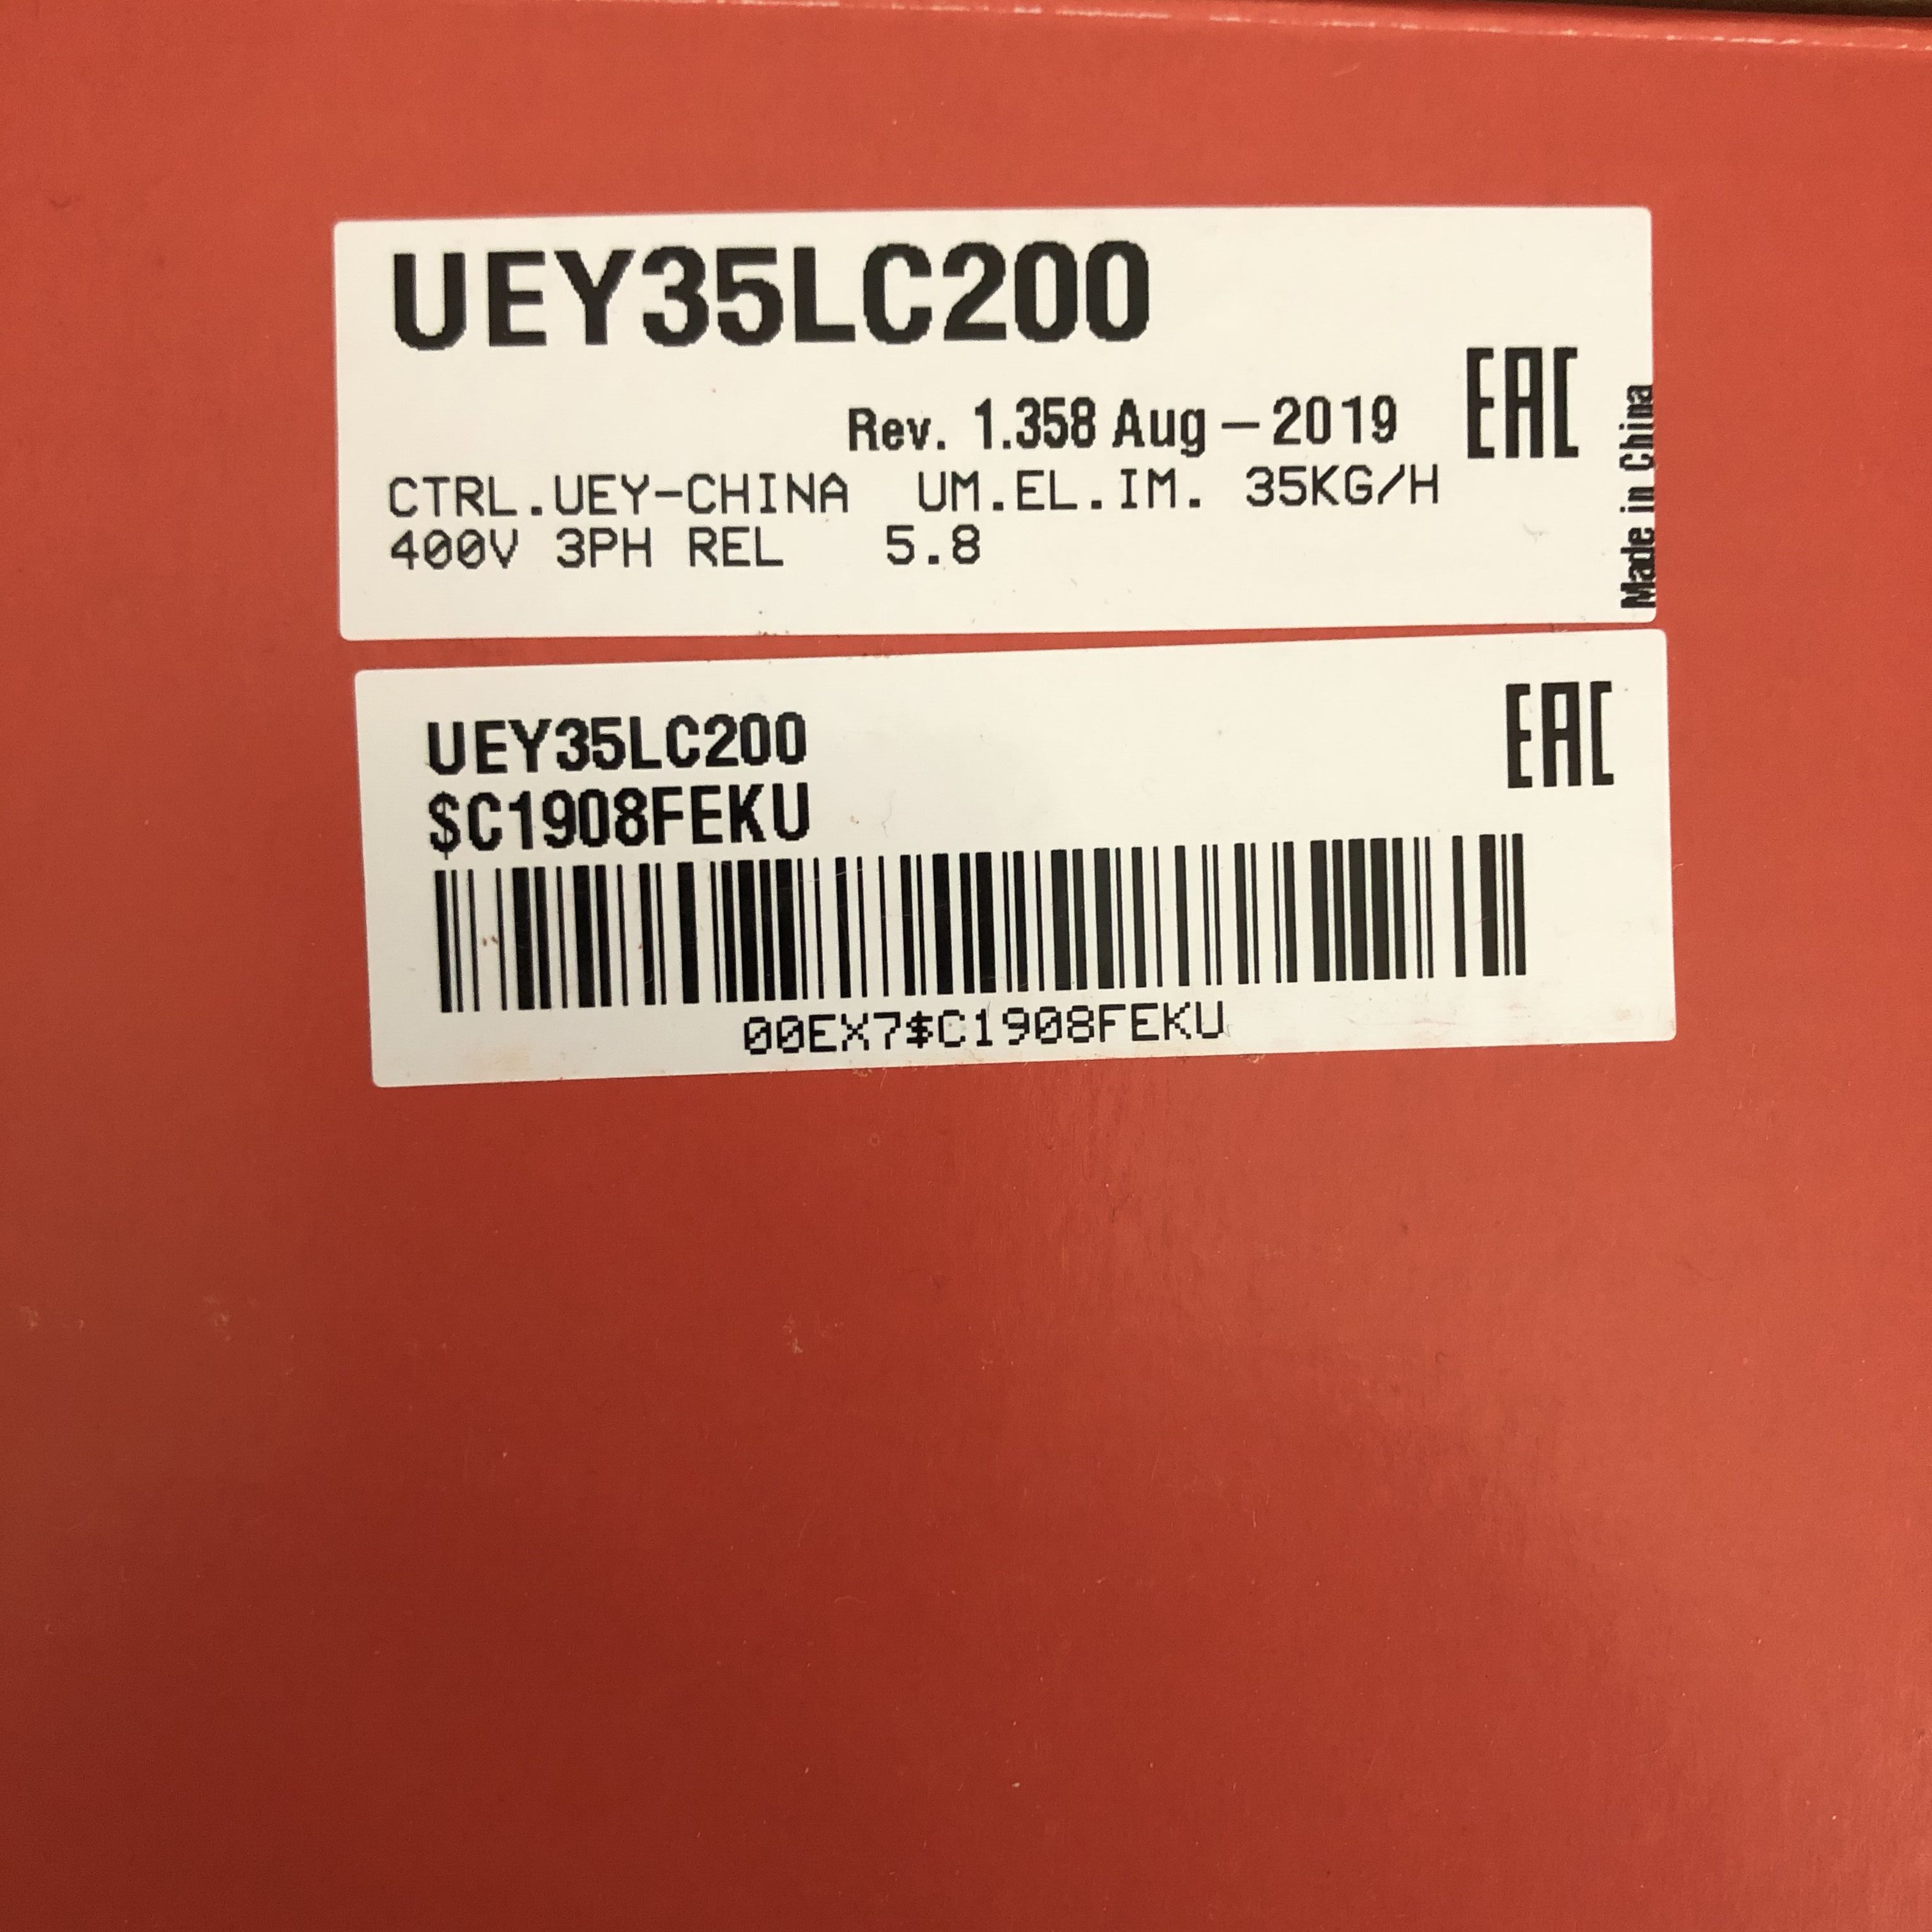 UEY35LC200
Rev. 1.358 Aug – 2019
EAC
CTRL.UEY-CHINA UM.EL.IM. 35KG/H
400V 3PH REL 5.8
Made in China
UEY35LC200
EAC
$C1908FEKU
00EX7$C1908FEKU